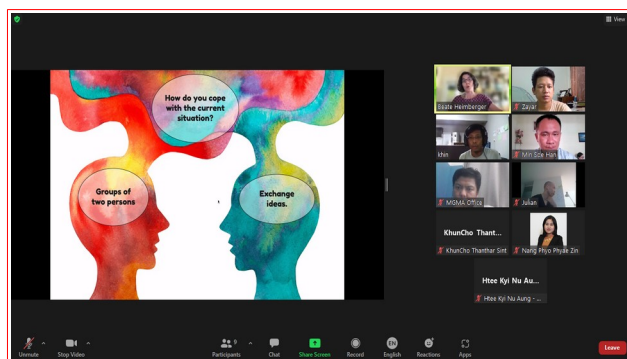 View
How do you cope
with the current
situation?
Groups of
two persons
Exchange
ideas.
Beate Heimberger
Zayar
khin
Min Soe Han
MGMA Office
Julian
KhunCho Thant...
KhunCho Thanthar Sint
Nang Phyo Phyae Zin
Htee Kyi Nu Au...
Htee Kyi Nu Aung - ...
Unmute
Stop Video
9
Participants
Chat
Share Screen
Record
EN
English
Reactions
Apps
Leave